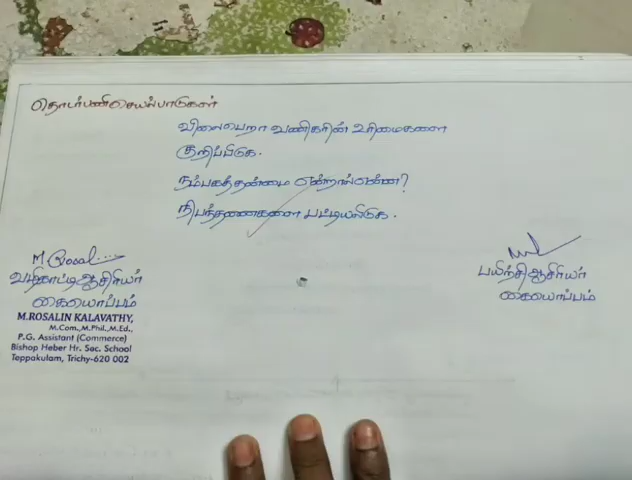 தொடர்பணிசெயல்பாடுகள்
விலைபெறா வணிகரின் உரிமைகளை
குறிப்பிடுக.
நம்பகத்தன்மை என்றால்என்ன?
நிபந்தனைகளை பட்டியலிடுக.
வழிகாட்டி ஆசிரியர்
கையொப்பம்
M.ROSALIN KALAVATHY,
M.Com.,M.Phil.,M.Ed.,
P.G. Assistant (Commerce)
Bishop Heber Hr. Sec. School
Teppakulam, Trichy-620 002
பயிற்சி ஆசிரியர்
கையொப்பம்